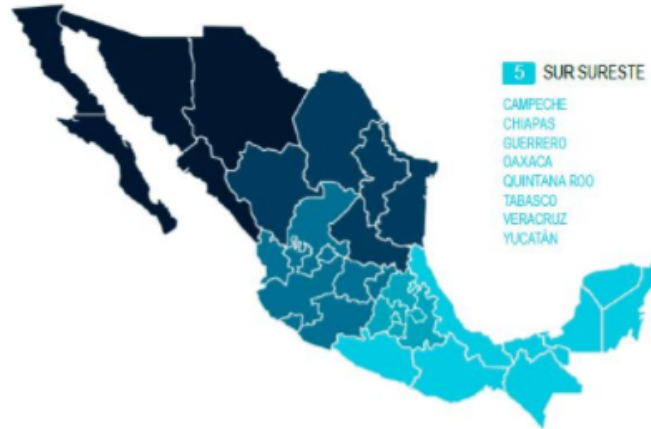 5 SUR SURESTE
CAMPECHE
CHIAPAS
GUERRERO
OAXACA
QUINTANA ROO
TABASCO
VERACRUZ
YUCATÁN